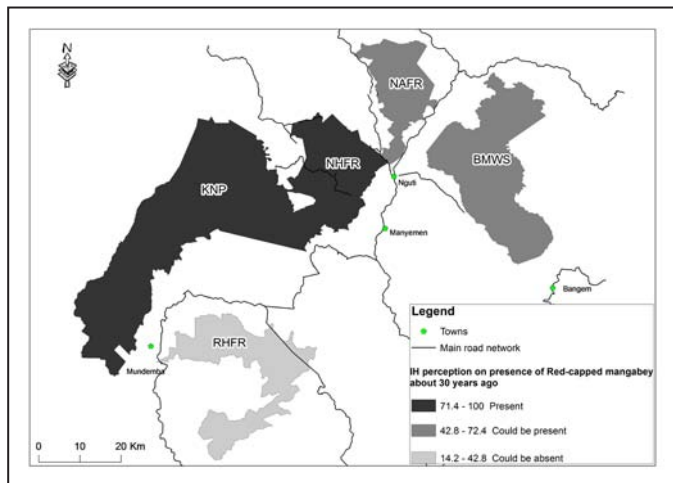 N
NAFR
NHFR
BMWS
KNP
Nguti
Manyemen
Bangem
Legend
Towns
Main road network
RHFR
IH perception on presence of Red-capped mangabey
about 30 years ago
Mundemba
71.4 - 100 Present
42.8 - 72.4 Could be present
0 10 20 Km
14.2 - 42.8 Could be absent